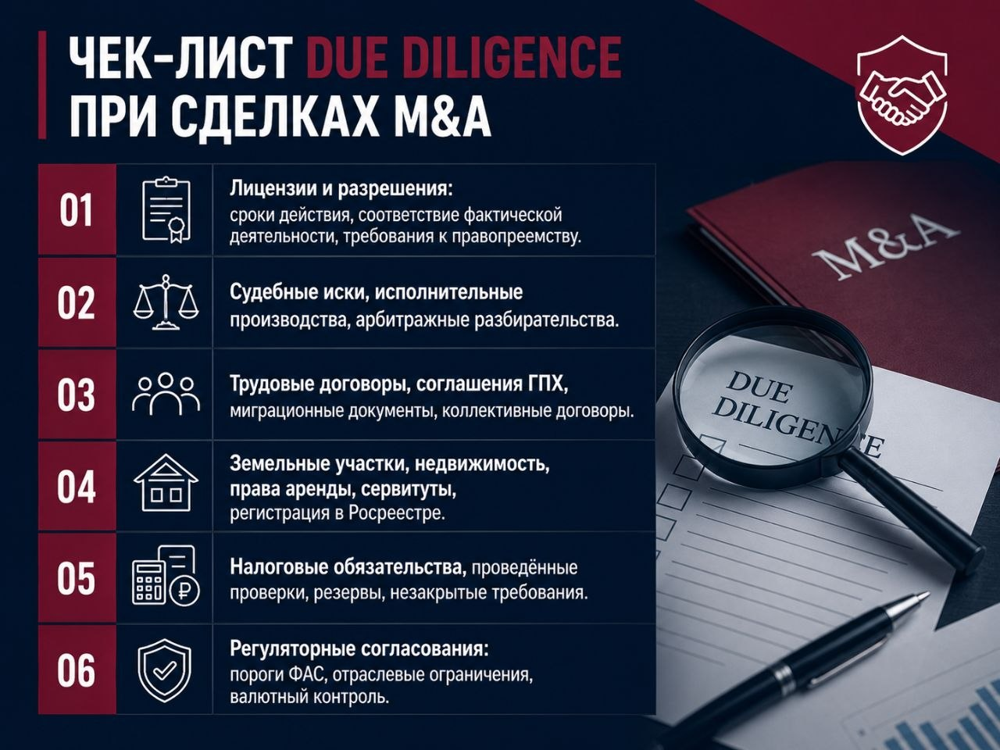 ЧЕК-ЛИСТ DUE DILIGENCE
ПРИ СДЕЛКАХ M&A
01
Лицензии и разрешения:
сроки действия, соответствие фактической
деятельности, требования к правопреемству.
02
Судебные иски, исполнительные
производства, арбитражные разбирательства.
03
Трудовые договоры, соглашения ГПХ,
миграционные документы, коллективные договоры.
04
Земельные участки, недвижимость,
права аренды, сервитуты,
регистрация в Росреестре.
05
Налоговые обязательства, проведённые
проверки, резервы, незакрытые требования.
06
Регуляторные согласования:
пороги ФАС, отраслевые ограничения,
валютный контроль.
M&A
DUE
DILIGENCE